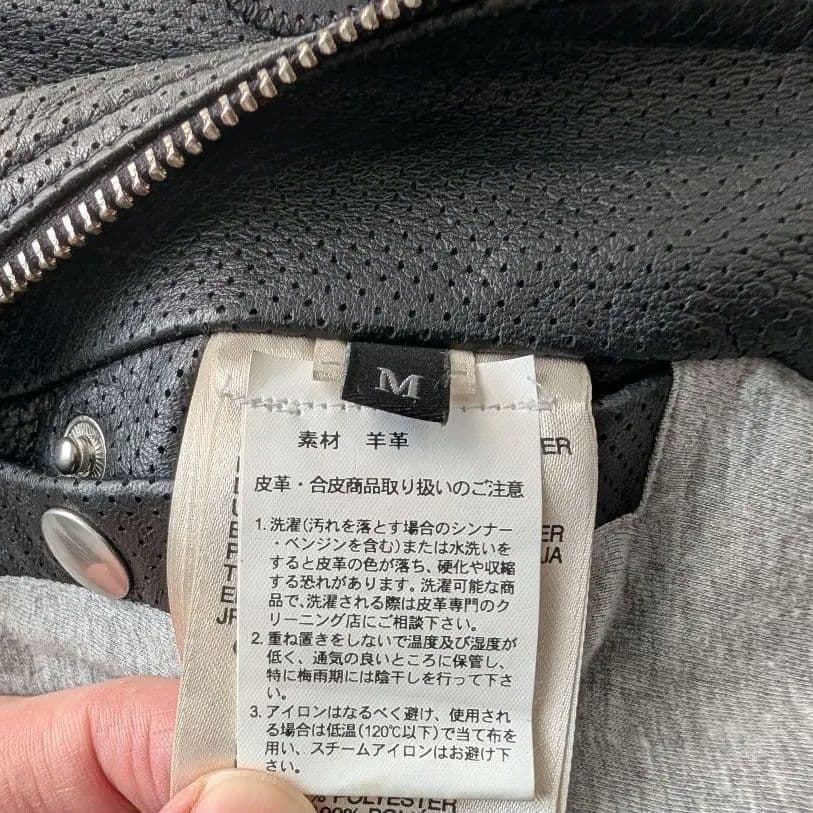 M
素材 羊革
ER
皮革・合皮商品取り扱いのご注意
1. 洗濯(汚れを落とす場合のシンナー
・ベンジンを含む)または水洗いを
すると皮革の色が落ち、硬化や収縮
する恐れがあります。洗濯可能な商
品で、洗濯される際は皮革専門のク
リーニング店にご相談下さい。
ER
JA
2. 重ね置きをしないで温度及び湿度が
低く、通気の良いところに保管し、
特に梅雨期には陰干しを行って下さ
い。
3. アイロンはなるべく避け、使用され
る場合は低温(120℃以下)で当て布を
用い、スチームアイロンはお避け下
さい。
% POLYESTER